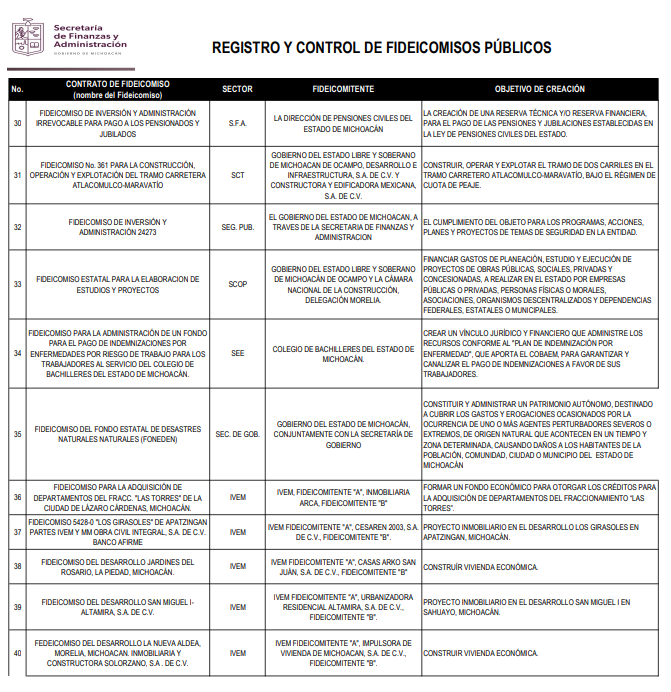 Secretaría
de Finanzas y
Administración
GOBIERNO DE MICHOACÁN
REGISTRO Y CONTROL DE FIDEICOMISOS PÚBLICOS
No.
CONTRATO DE FIDEICOMISO
(nombre del Fideicomiso)
SECTOR
FIDEICOMITENTE
OBJETIVO DE CREACIÓN
30
FIDEICOMISO DE INVERSIÓN Y ADMINISTRACIÓN
IRREVOCABLE PARA PAGO A LOS PENSIONADOS Y
JUBILADOS
S.F.A.
LA DIRECCIÓN DE PENSIONES CIVILES DEL
ESTADO DE MICHOACÁN
LA CREACIÓN DE UNA RESERVA TÉCNICA Y/O RESERVA FINANCIERA,
PARA EL PAGO DE LAS PENSIONES Y JUBILACIONES ESTABLECIDAS EN
LA LEY DE PENSIONES CIVILES DEL ESTADO.
31
FIDEICOMISO No. 361 PARA LA CONSTRUCCIÓN,
OPERACIÓN Y EXPLOTACIÓN DEL TRAMO CARRETERA
ATLACOMULCO-MARAVATÍO
SCT
GOBIERNO DEL ESTADO LIBRE Y SOBERANO
DE MICHOACAN DE OCAMPO, DESARROLLO E
INFRAESTRUCTURA, S.A. DE C.V. Y
CONSTRUCTORA Y EDIFICADORA MEXICANA,
S.A. DE C.V.
CONSTRUIR, OPERAR Y EXPLOTAR EL TRAMO DE DOS CARRILES EN EL
TRAMO CARRETERO ATLACOMULCO-MARAVATÍO, BAJO EL RÉGIMEN DE
CUOTA DE PEAJE.
32
FIDEICOMISO DE INVERSIÓN Y
ADMINISTRACIÓN 24273
SEG. PUB.
EL GOBIERNO DEL ESTADO DE MICHOACAN, A
TRAVES DE LA SECRETARIA DE FINANZAS Y
ADMINISTRACION
EL CUMPLIMIENTO DEL OBJETO PARA LOS PROGRAMAS, ACCIONES,
PLANES Y PROYECTOS DE TEMAS DE SEGURIDAD EN LA ENTIDAD.
33
FIDEICOMISO ESTATAL PARA LA ELABORACION DE
ESTUDIOS Y PROYECTOS
SCOP
GOBIERNO DEL ESTADO LIBRE Y SOBERANO
DE MICHOACÁN DE OCAMPO Y LA CÁMARA
NACIONAL DE LA CONSTRUCCIÓN,
DELEGACIÓN MORELIA.
FINANCIAR GASTOS DE PLANEACIÓN, ESTUDIO Y EJECUCIÓN DE
PROYECTOS DE OBRAS PÚBLICAS, SOCIALES, PRIVADAS Y
CONCESIONADAS, A REALIZAR EN EL ESTADO POR EMPRESAS
PÚBLICAS O PRIVADAS, PERSONAS FÍSICAS O MORALES,
ASOCIACIONES, ORGANISMOS DESCENTRALIZADOS Y DEPENDENCIAS
FEDERALES, ESTATALES O MUNICIPALES.
34
FIDEICOMISO PARA LA ADMINISTRACIÓN DE UN FONDO
PARA EL PAGO DE INDEMNIZACIONES POR
ENFERMEDADES POR RIESGO DE TRABAJO PARA LOS
TRABAJADORES AL SERVICIO DEL COLEGIO DE
BACHILLERES DEL ESTADO DE MICHOACÁN.
SEE
COLEGIO DE BACHILLERES DEL ESTADO DE
MICHOACÁN.
CREAR UN VÍNCULO JURÍDICO Y FINANCIERO QUE ADMINISTRE LOS
RECURSOS CONFORME AL "PLAN DE INDEMNIZACIÓN POR
ENFERMEDAD", QUE APORTA EL COBAEM, PARA GARANTIZAR Y
CANALIZAR EL PAGO DE INDEMNIZACIONES A FAVOR DE SUS
TRABAJADORES.
35
FIDEICOMISO DEL FONDO ESTATAL DE DESASTRES
NATURALES NATURALES (FONEDEN)
SEC. DE GOB.
GOBIERNO DEL ESTADO DE MICHOACÁN,
CONJUNTAMENTE CON LA SECRETARÍA DE
GOBIERNO
CONSTITUIR Y ADMINISTRAR UN PATRIMONIO AUTÓNOMO, DESTINADO
A CUBRIR LOS GASTOS Y EROGACIONES OCASIONADOS POR LA
OCURRENCIA DE UNO O MÁS AGENTES PERTURBADORES SEVEROS O
EXTREMOS, DE ORIGEN NATURAL QUE ACONTECEN EN UN TIEMPO Y
ZONA DETERMINADA, CAUSANDO DAÑOS A LOS HABITANTES DE LA
POBLACIÓN, COMUNIDAD, CIUDAD O MUNICIPIO DEL  ESTADO DE
MICHOACÁN
36
FIDEICOMISO PARA LA ADQUISICIÓN DE
DEPARTAMENTOS DEL FRACC. "LAS TORRES" DE LA
CIUDAD DE LÁZARO CÁRDENAS, MICHOACÁN.
IVEM
IVEM, FIDEICOMITENTE "A", INMOBILIARIA
ARCA, FIDEICOMITENTE "B"
FORMAR UN FONDO ECONÓMICO PARA OTORGAR LOS CRÉDITOS PARA
LA ADQUISICIÓN DE DEPARTAMENTOS DEL FRACCIONAMIENTO "LAS
TORRES".
37
FIDEICOMISO 5428-0 "LOS GIRASOLES" DE APATZINGAN
PARTES IVEM Y MM OBRA CIVIL INTEGRAL, S.A. DE C.V.
BANCO AFIRME
IVEM
IVEM FIDEICOMITENTE "A", CESAREN 2003, S.A.
DE C.V., FIDEICOMITENTE "B".
PROYECTO INMOBILIARIO EN EL DESARROLLO LOS GIRASOLES EN
APATZINGAN, MICHOACÁN.
38
FIDEICOMISO DEL DESARROLLO JARDINES DEL
ROSARIO, LA PIEDAD, MICHOACÁN.
IVEM
IVEM FIDEICOMITENTE "A", CASAS ARKO SAN
JUÁN, S.A. DE C.V., FIDEICOMITENTE "B"
CONSTRUÍR VIVIENDA ECONÓMICA.
39
FIDEICOMISO DEL DESARROLLO SAN MIGUEL I-
ALTAMIRA, S.A. DE C.V.
IVEM
IVEM FIDEICOMITENTE "A", URBANIZADORA
RESIDENCIAL ALTAMIRA, S.A. DE C.V.,
FIDEICOMITENTE "B".
PROYECTO INMOBILIARIO EN EL DESARROLLO SAN MIGUEL I EN
SAHUAYO, MICHOACÁN.
40
FEDEICOMISO DEL DESARROLLO LA NUEVA ALDEA,
MORELIA, MICHOACAN. INMOBILIARIA Y
CONSTRUCTORA SOLORZANO, S.A . DE C.V.
IVEM
IVEM FIDEICOMITENTE "A", IMPULSORA DE
VIVIENDA DE MICHOACAN, S.A. DE C.V.,
FIDEICOMITENTE "B".
CONSTRUIR VIVIENDA ECONÓMICA.